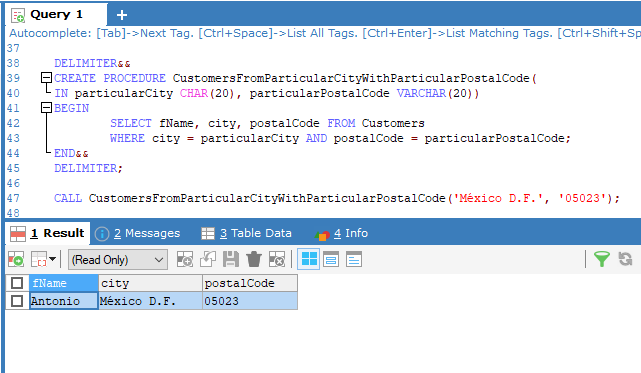 Query 1
Autocomplete: [Tab]->Next Tag. [Ctrl+Space]->List All Tags. [Ctrl+Enter]->List Matching Tags. [Ctrl+Shift+Sp
37
38 DELIMITER&&
39 CREATE PROCEDURE CustomersFromParticularCityWithParticularPostalCode(
40 IN particularCity CHAR(20), particularPostalCode VARCHAR(20))
41 BEGIN
42 SELECT fName, city, postalCode FROM Customers
43 WHERE city = particularCity AND postalCode = particularPostalCode;
44 END&&
45 DELIMITER;
46
47 CALL CustomersFromParticularCityWithParticularPostalCode('México D.F.', '05023');
48
1 Result 2 Messages 3 Table Data 4 Info
(Read Only)
fName city postalCode
Antonio México D.F. 05023